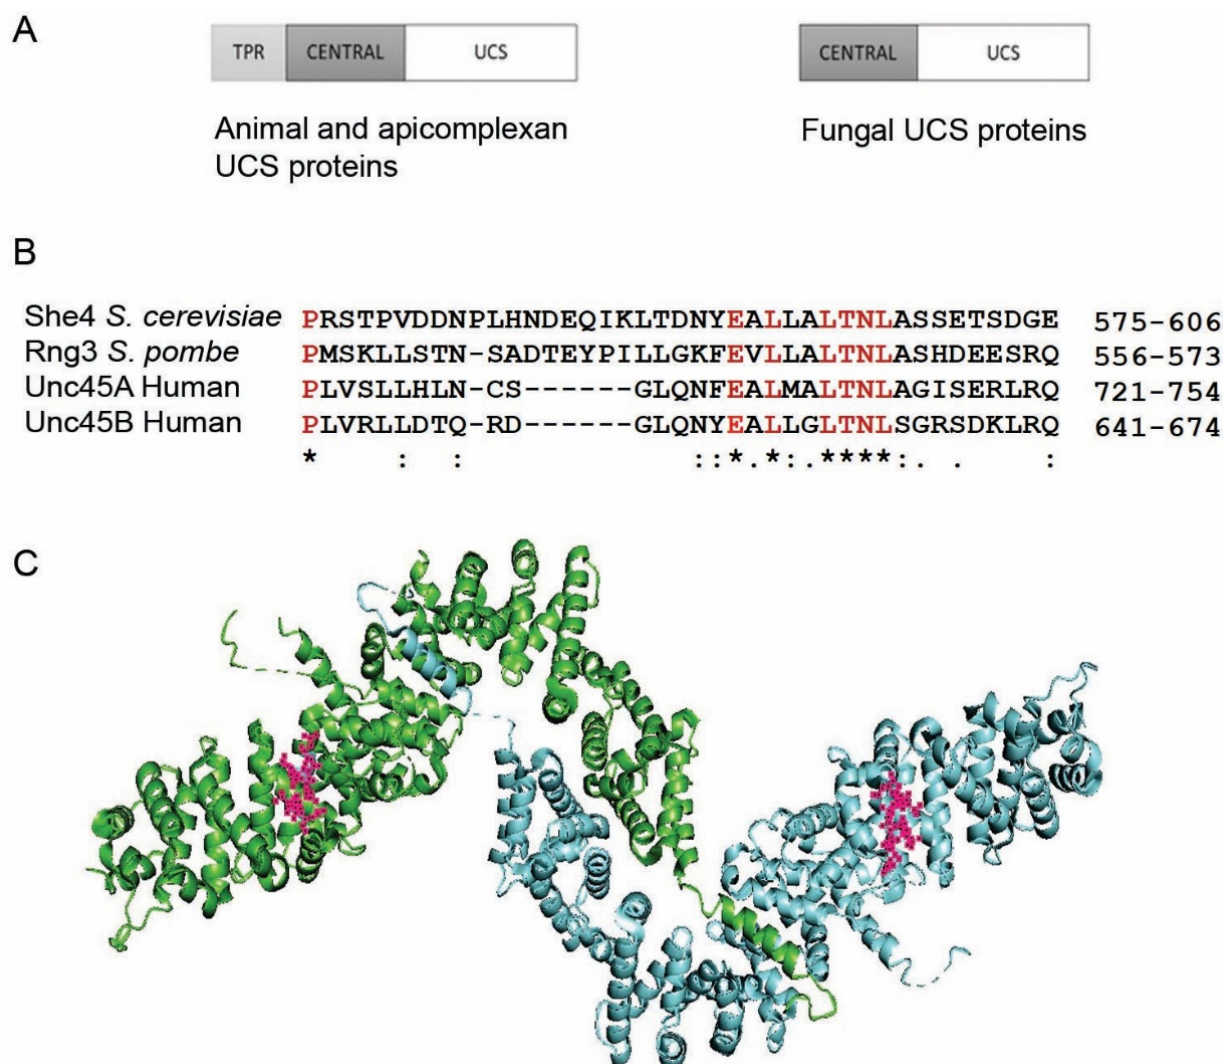 A
TPR CENTRAL UCS
CENTRAL UCS
Animal and apicomplexan
UCS proteins
Fungal UCS proteins
B
She4 S. cerevisiae PRSTPVDDNPLHNDEQIKLTDNYEALLALTNLASSETSDGE 575-606
Rng3 S. pombe PMSKLLSTN-SADTEYPILLGKFEVLLALTNLASHDEESRQ 556-573
Unc45A Human PLVSLLHLN-CS------GLQNFEALMALTNLAGISERLRQ 721-754
Unc45B Human PLVRLLDTQ-RD------GLQNYEALLGLTNLSGRSDKLRQ 641-674
*    :  :            ::*.*:.****:. .    :
C